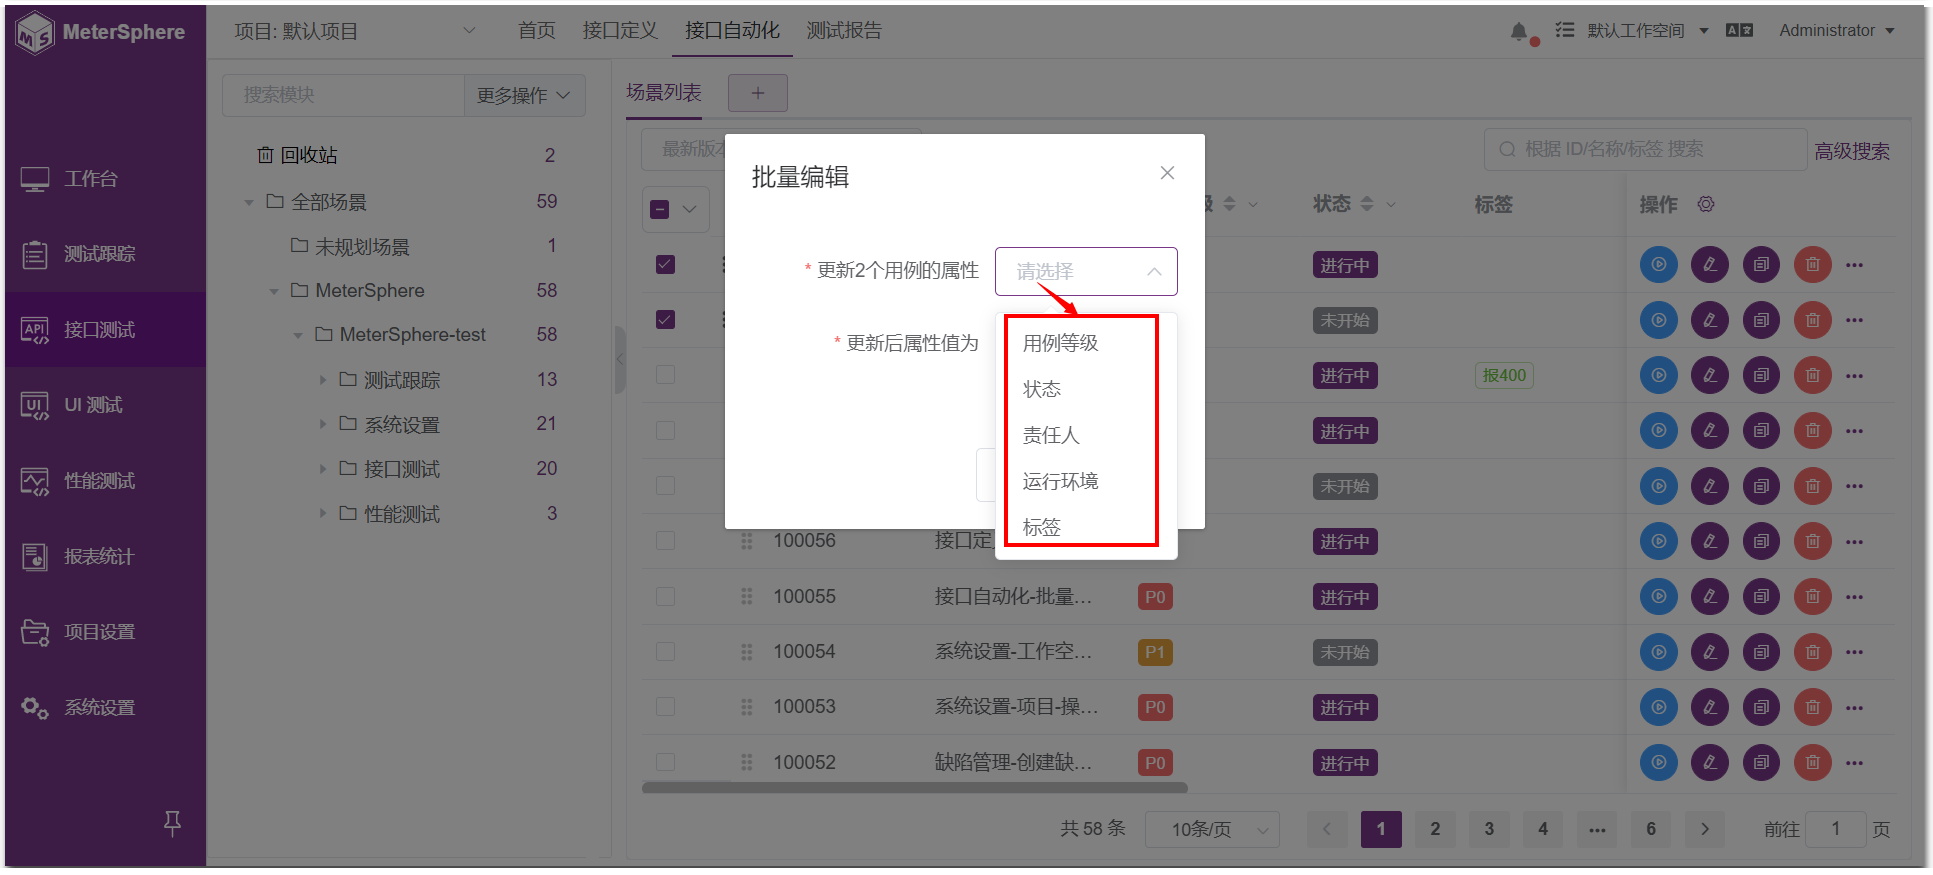 MeterSphere
项目: 默认项目
首页
接口定义
接口自动化
测试报告
默认工作空间
Administrator
工作台
测试跟踪
API
接口测试
UI
UI 测试
性能测试
报表统计
项目设置
系统设置
搜索模块
更多操作
回收站 2
全部场景 59
未规划场景 1
MeterSphere 58
MeterSphere-test 58
测试跟踪 13
系统设置 21
接口测试 20
性能测试 3
场景列表
+
最新版本
根据 ID/名称/标签 搜索
高级搜索
级
状态
标签
操作
进行中
未开始
进行中
报400
进行中
未开始
100056 接口定 进行中
100055 接口自动化-批量... P0 进行中
100054 系统设置-工作空... P1 未开始
100053 系统设置-项目-操... P0 进行中
100052 缺陷管理-创建缺... P0 进行中
共 58 条
10条/页
1
2
3
4
...
6
前往 1 页
批量编辑
* 更新2个用例的属性
请选择
* 更新后属性值为
用例等级
状态
责任人
运行环境
标签